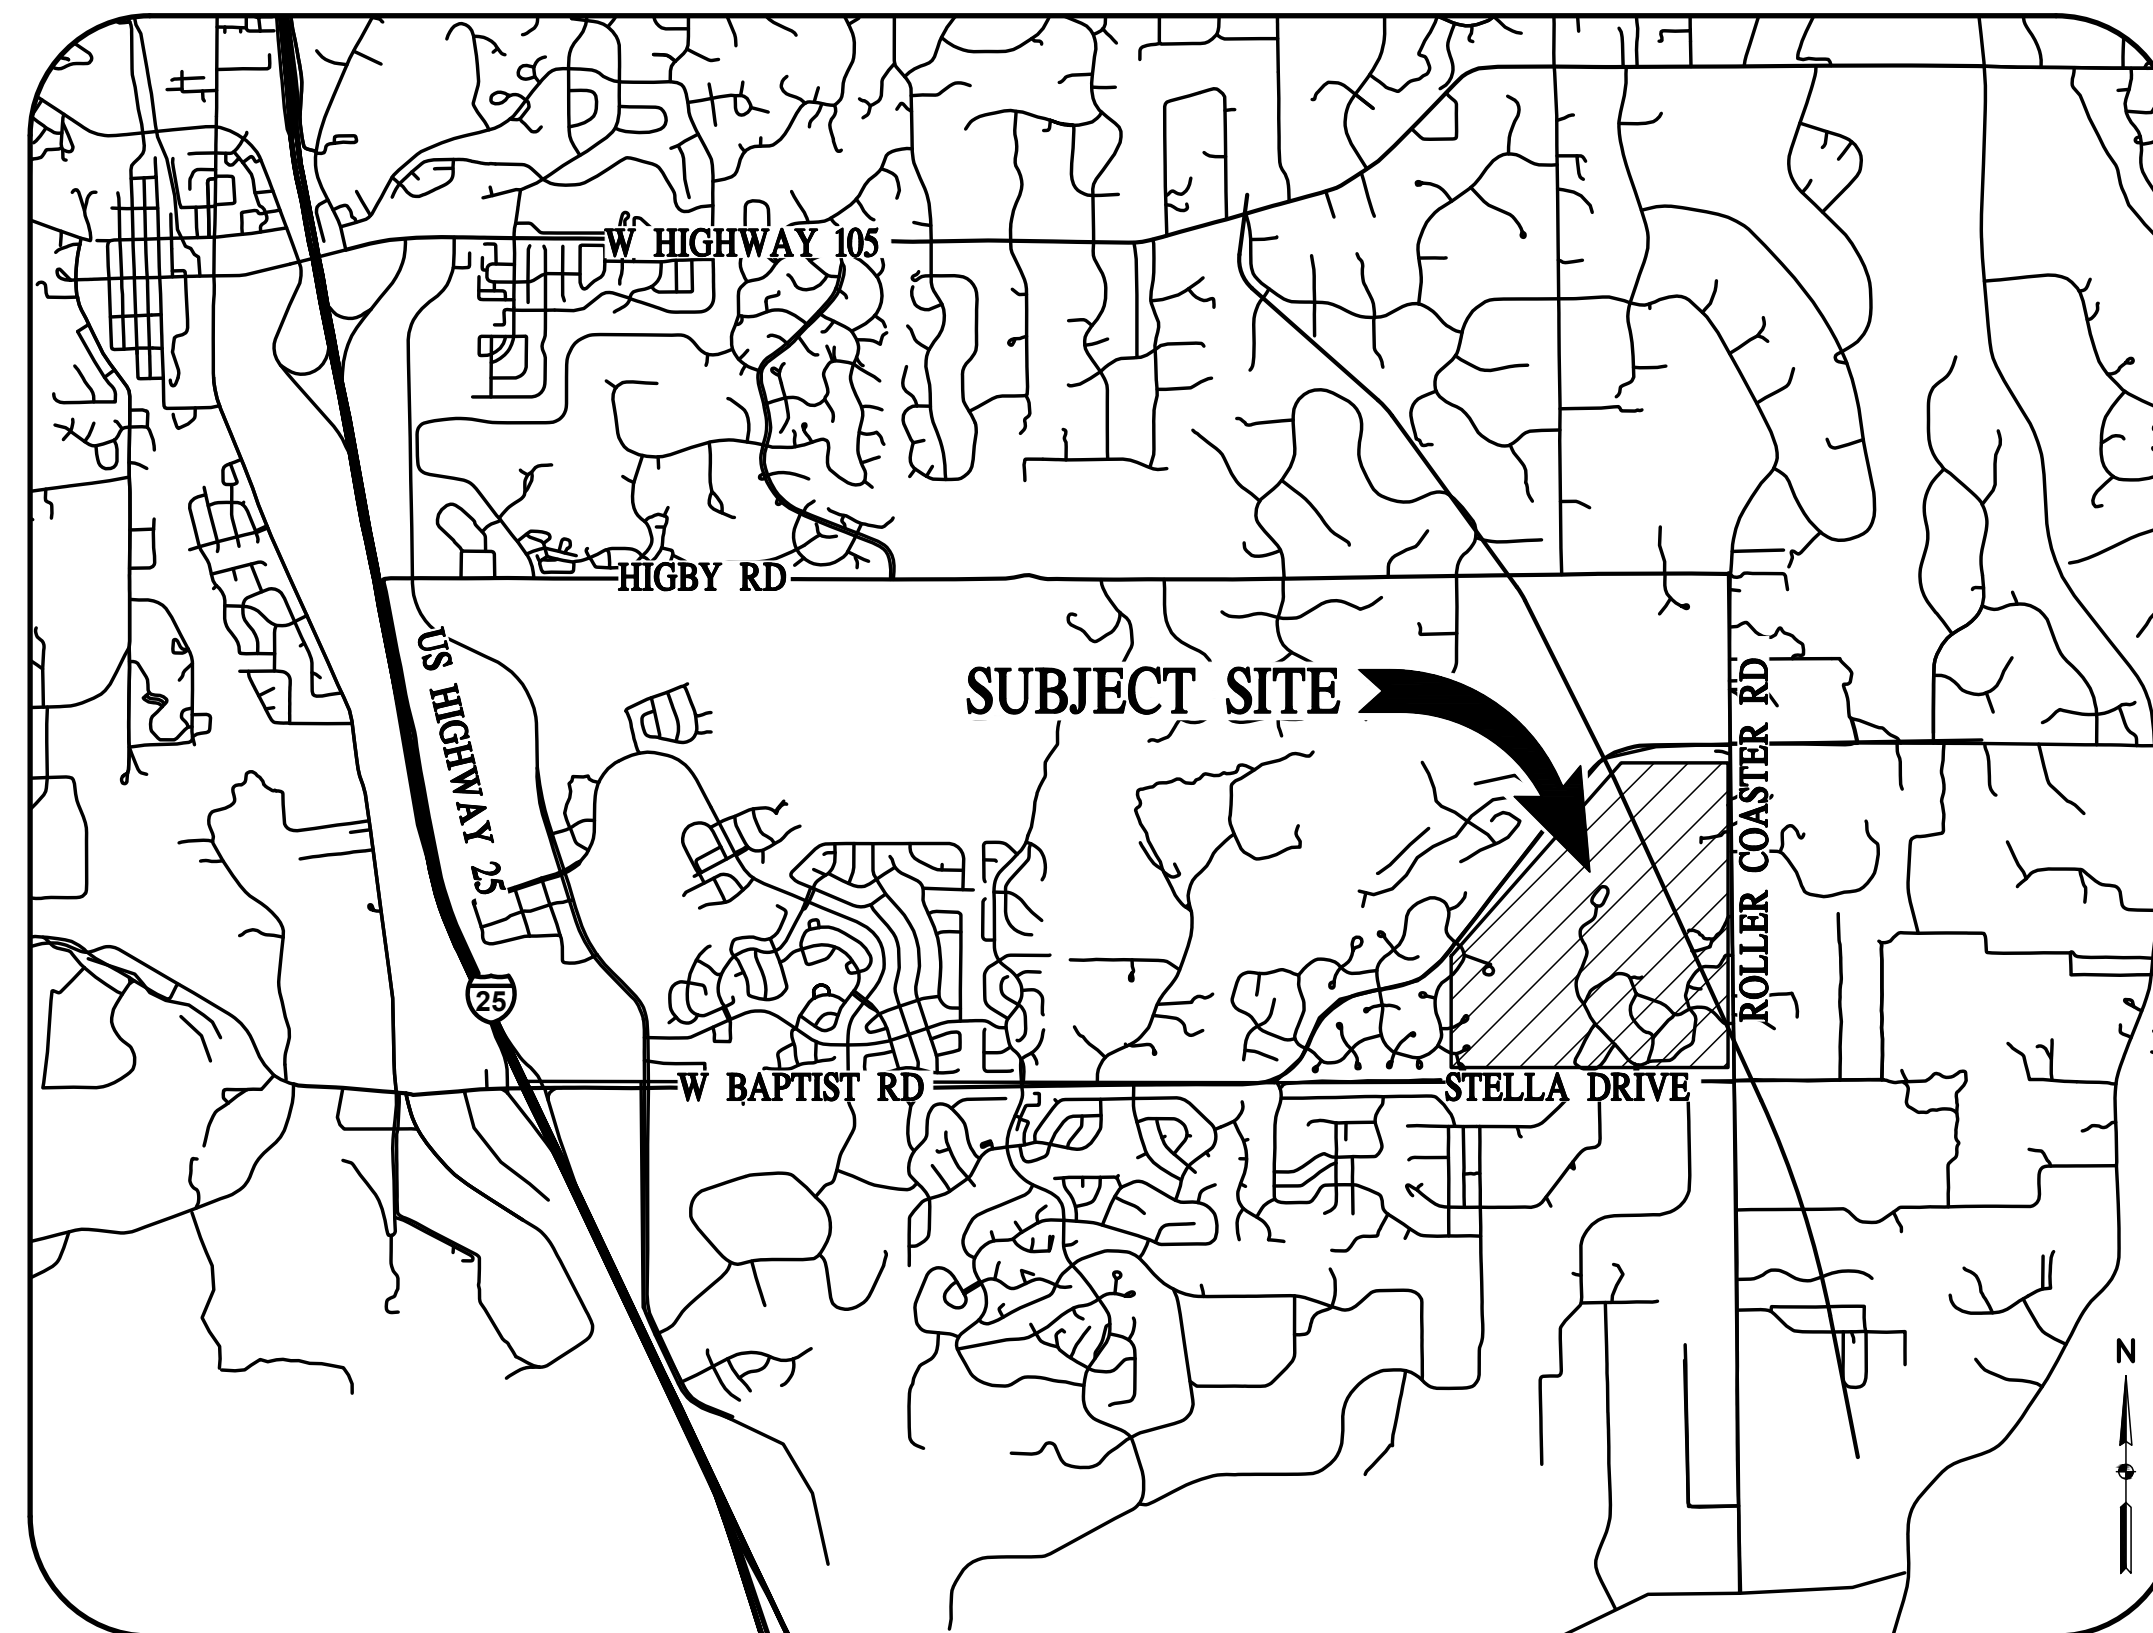 W HIGHWAY 105
HIGBY RD
US HIGHWAY 25
SUBJECT SITE
ROLLER COASTER RD
25
W BAPTIST RD
STELLA DRIVE
N